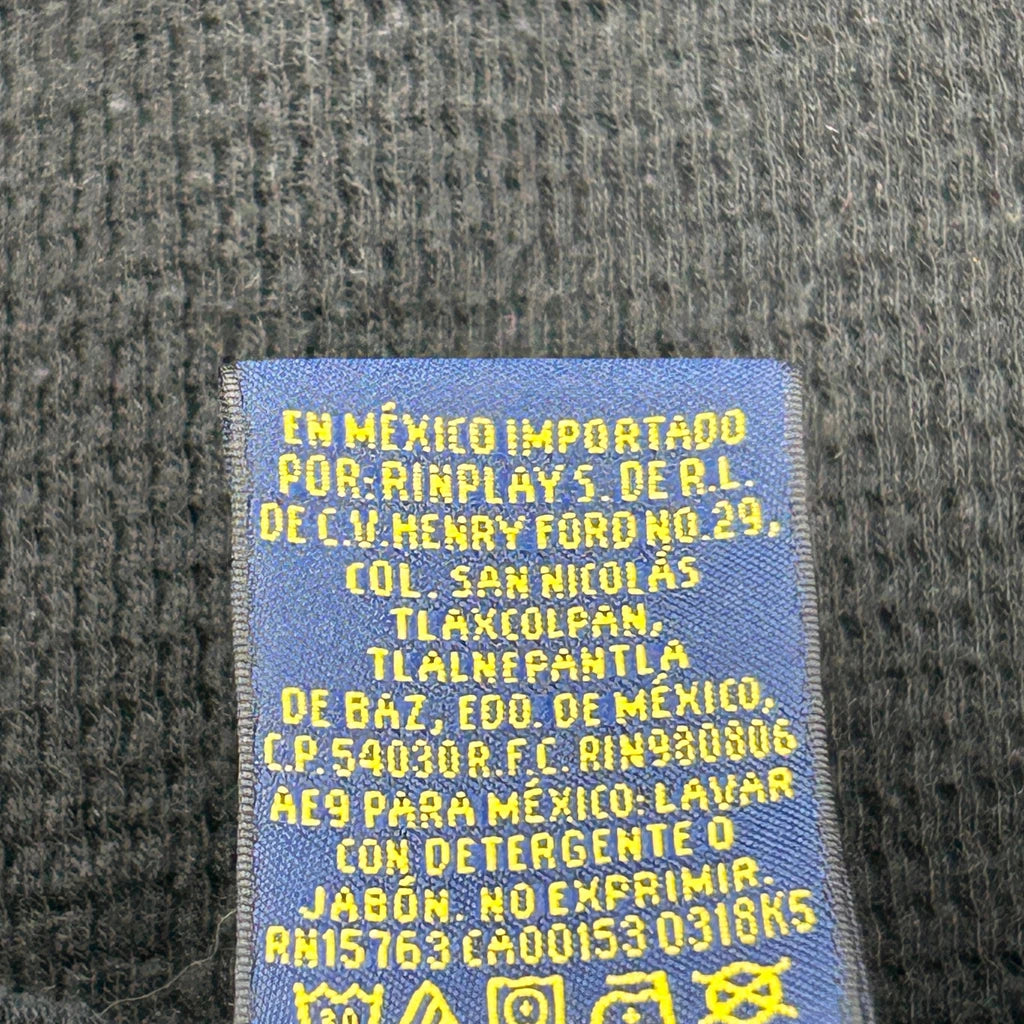 EN MÉXICO IMPORTADO
POR: RINPLAY S. DE R.L.
DE C.V. HENRY FORD NO. 29,
COL. SAN NICOLÁS
TLAXCOLPAN,
TLALNEPANTLA
DE BAZ, EDO. DE MÉXICO,
C.P. 54030 R.F.C. RIN980806
AE9 PARA MÉXICO: LAVAR
CON DETERGENTE O
JABÓN. NO EXPRIMIR.
RN15763 CA00153 0318K5
30